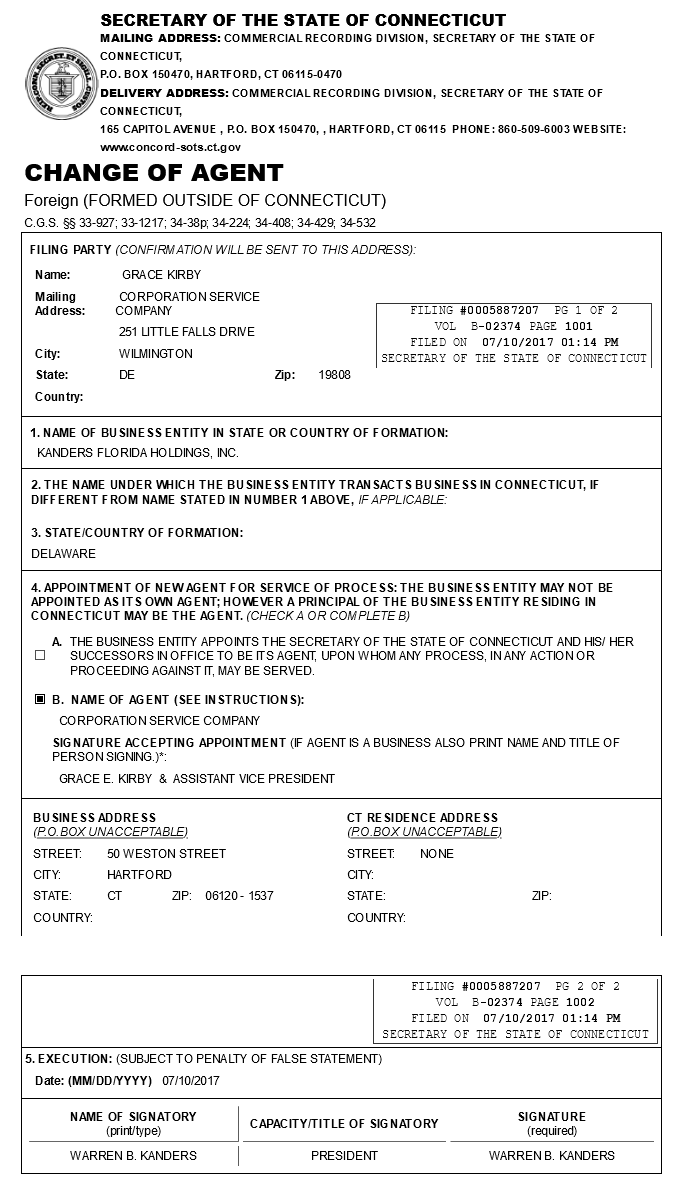 SECRETARY OF THE STATE OF CONNECTICUT
MAILING ADDRESS: COMMERCIAL RECORDING DIVISION, SECRETARY OF THE STATE OF
CONNECTICUT,
P.O. BOX 150470, HARTFORD, CT 06115-0470
DELIVERY ADDRESS: COMMERCIAL RECORDING DIVISION, SECRETARY OF THE STATE OF
CONNECTICUT,
165 CAPITOL AVENUE , P.O. BOX 150470, , HARTFORD, CT 06115 PHONE: 860-509-6003 WEBSITE:
www.concord-sots.ct.gov
CHANGE OF AGENT
Foreign (FORMED OUTSIDE OF CONNECTICUT)
C.G.S. §§ 33-927; 33-1217; 34-38p; 34-224; 34-408; 34-429; 34-532
FILING PARTY (CONFIRMATION WILL BE SENT TO THIS ADDRESS):
Name: GRACE KIRBY
Mailing Address: CORPORATION SERVICE COMPANY
251 LITTLE FALLS DRIVE
City: WILMINGTON
State: DE Zip: 19808
Country:
FILING #0005887207 PG 1 OF 2
VOL B-02374 PAGE 1001
FILED ON 07/10/2017 01:14 PM
SECRETARY OF THE STATE OF CONNECTICUT
1. NAME OF BUSINESS ENTITY IN STATE OR COUNTRY OF FORMATION:
KANDERS FLORIDA HOLDINGS, INC.
2. THE NAME UNDER WHICH THE BUSINESS ENTITY TRANSACTS BUSINESS IN CONNECTICUT, IF
DIFFERENT FROM NAME STATED IN NUMBER 1 ABOVE, IF APPLICABLE:
3. STATE/COUNTRY OF FORMATION:
DELAWARE
4. APPOINTMENT OF NEW AGENT FOR SERVICE OF PROCESS: THE BUSINESS ENTITY MAY NOT BE
APPOINTED AS ITS OWN AGENT; HOWEVER A PRINCIPAL OF THE BUSINESS ENTITY RESIDING IN
CONNECTICUT MAY BE THE AGENT. (CHECK A OR COMPLETE B)
A. THE BUSINESS ENTITY APPOINTS THE SECRETARY OF THE STATE OF CONNECTICUT AND HIS/ HER
SUCCESSORS IN OFFICE TO BE ITS AGENT, UPON WHOM ANY PROCESS, IN ANY ACTION OR
PROCEEDING AGAINST IT, MAY BE SERVED.
B. NAME OF AGENT (SEE INSTRUCTIONS):
CORPORATION SERVICE COMPANY
SIGNATURE ACCEPTING APPOINTMENT (IF AGENT IS A BUSINESS ALSO PRINT NAME AND TITLE OF
PERSON SIGNING.)*:
GRACE E. KIRBY & ASSISTANT VICE PRESIDENT
BUSINESS ADDRESS
(P.O.BOX UNACCEPTABLE)
STREET: 50 WESTON STREET
CITY: HARTFORD
STATE: CT ZIP: 06120 - 1537
COUNTRY:
CT RESIDENCE ADDRESS
(P.O.BOX UNACCEPTABLE)
STREET: NONE
CITY:
STATE: ZIP:
COUNTRY:
FILING #0005887207 PG 2 OF 2
VOL B-02374 PAGE 1002
FILED ON 07/10/2017 01:14 PM
SECRETARY OF THE STATE OF CONNECTICUT
5. EXECUTION: (SUBJECT TO PENALTY OF FALSE STATEMENT)
Date: (MM/DD/YYYY) 07/10/2017
NAME OF SIGNATORY
(print/type)
CAPACITY/TITLE OF SIGNATORY
SIGNATURE
(required)
WARREN B. KANDERS PRESIDENT WARREN B. KANDERS